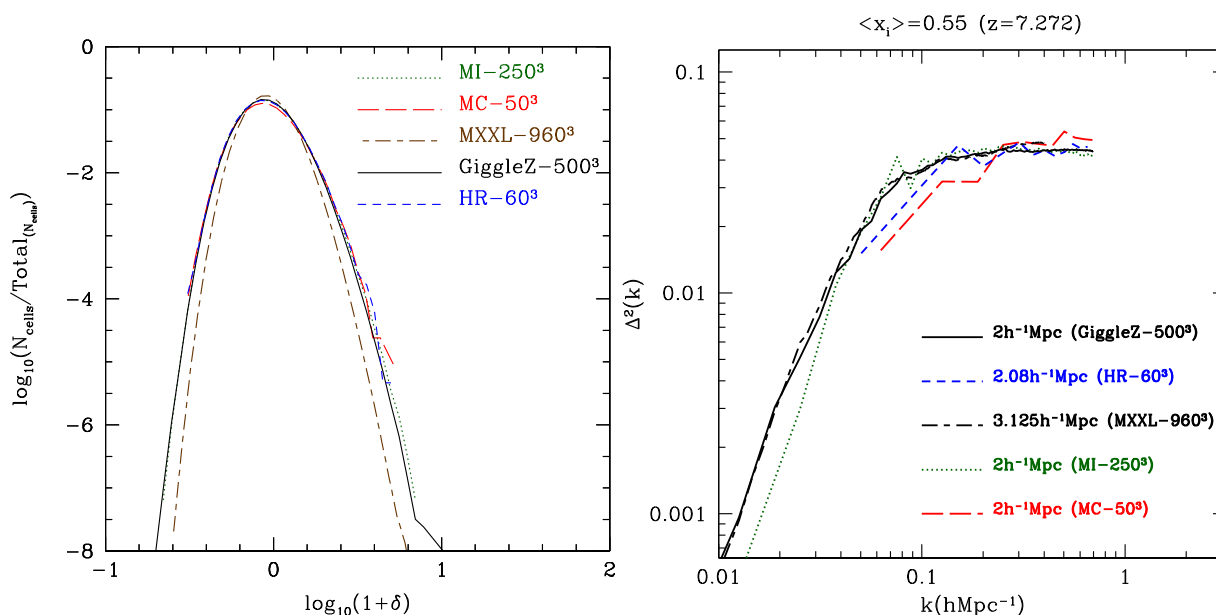 0
−2
−4
−6
−8
−1
0
1
2
log₁₀(N_cells/Total_(N_cells))
log₁₀(1+δ)
MI−250³
MC−50³
MXXL−960³
GiggleZ−500³
HR−60³
<x_i>=0.55 (z=7.272)
0.1
0.01
0.001
0.01
0.1
1
Δ²(k)
k(hMpc⁻¹)
2h⁻¹Mpc (GiggleZ−500³)
2.08h⁻¹Mpc (HR−60³)
3.125h⁻¹Mpc (MXXL−960³)
2h⁻¹Mpc (MI−250³)
2h⁻¹Mpc (MC−50³)